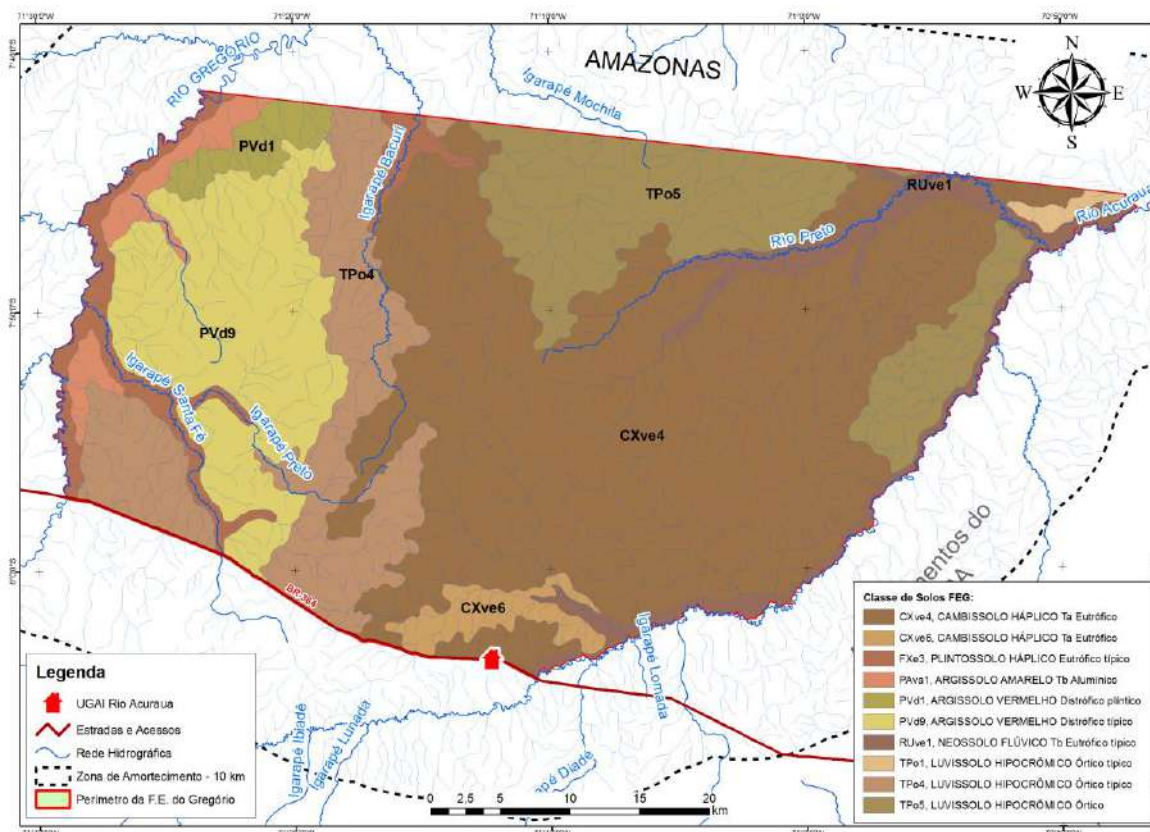 AMAZONAS
N
W E
S
RIO GREGÓRIO
Igarapé Mochila
PVd1
Igarapé Bacuri
TPo5
RUve1
Rio Acuraua
Rio Preto
TPo4
PVd9
Igarapé Santa Fé
Igarapé Preto
CXve4
BR-364
CXve6
Igarapé Lomada
Igarapé Ibiadê
Igarapé Lunada
Legenda
UGAI Rio Acuraua
Estradas e Acessos
Rede Hidrográfica
Zona de Amortecimento - 10 km
Perímetro da F.E. do Gregório
0 2,5 5 10 15 20
km
Classe de Solos FEG:
CXve4, CAMBISSOLO HÁPLICO Ta Eutrófico
CXve6, CAMBISSOLO HÁPLICO Ta Eutrófico
FXe3, PLINTOSSOLO HÁPLICO Eutrófico típico
PAva1, ARGISSOLO AMARELO Tb Alumínico
PVd1, ARGISSOLO VERMELHO Distrófico plíntico
PVd9, ARGISSOLO VERMELHO Distrófico típico
RUve1, NEOSSOLO FLÚVICO Tb Eutrófico típico
TPo1, LUVISSOLO HIPOCRÔMICO Órtico típico
TPo4, LUVISSOLO HIPOCRÔMICO Órtico típico
TPo5, LUVISSOLO HIPOCRÔMICO Órtico